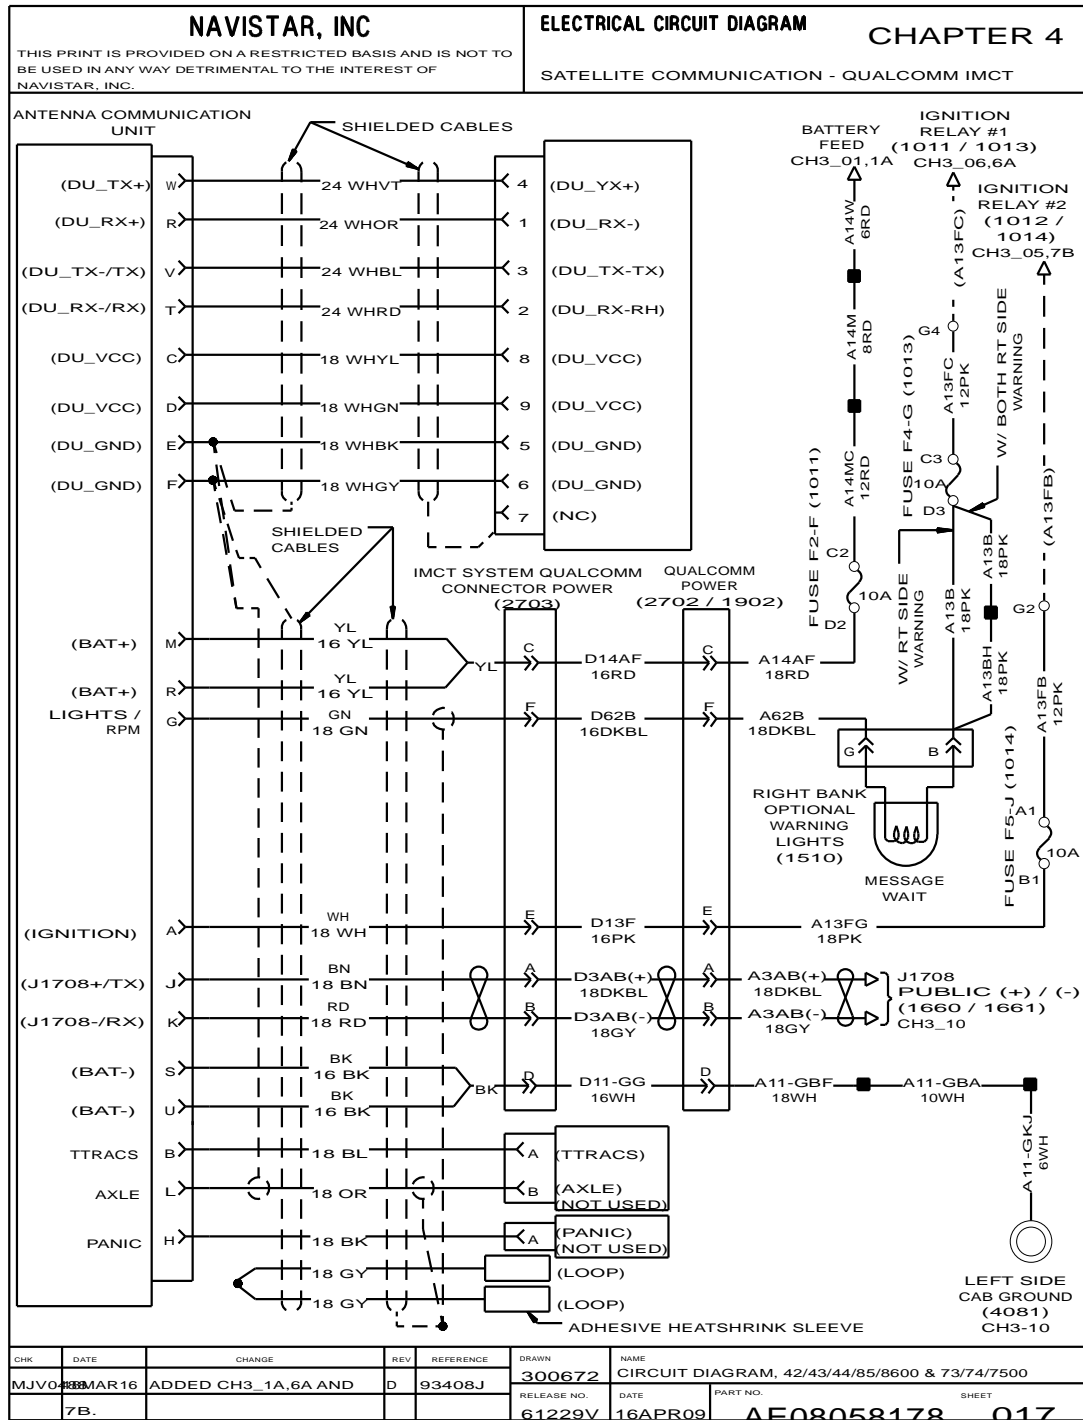 NAVISTAR, INC
THIS PRINT IS PROVIDED ON A RESTRICTED BASIS AND IS NOT TO
BE USED IN ANY WAY DETRIMENTAL TO THE INTEREST OF
NAVISTAR, INC.
ELECTRICAL CIRCUIT DIAGRAM
CHAPTER 4
SATELLITE COMMUNICATION - QUALCOMM IMCT
ANTENNA COMMUNICATION
UNIT
SHIELDED CABLES
(DU_TX+) W 24 WHVT 4 (DU_YX+)
(DU_RX+) R 24 WHOR 1 (DU_RX-)
(DU_TX-/TX) V 24 WHBL 3 (DU_TX-TX)
(DU_RX-/RX) T 24 WHRD 2 (DU_RX-RH)
(DU_VCC) C 18 WHYL 8 (DU_VCC)
(DU_VCC) D 18 WHGN 9 (DU_VCC)
(DU_GND) E 18 WHBK 5 (DU_GND)
(DU_GND) F 18 WHGY 6 (DU_GND)
7 (NC)
BATTERY
FEED
CH3_01,1A
IGNITION
RELAY #1
(1011 / 1013)
CH3_06,6A
IGNITION
RELAY #2
(1012 /
1014)
CH3_05,7B
A14W
6RD
A14M
8RD
A14MC
12RD
FUSE F2-F (1011)
C2
10A
D2
(A13FC)
G4
A13FC
12PK
FUSE F4-G (1013)
C3
10A
D3
W/ BOTH RT SIDE
WARNING
W/ RT SIDE
WARNING
A13B
18PK
A13B
18PK
A13BH
18PK
(A13FB)
G2
A13FB
12PK
FUSE F5-J (1014)
A1
10A
B1
SHIELDED
CABLES
IMCT SYSTEM QUALCOMM
CONNECTOR POWER
(2703)
QUALCOMM
POWER
(2702 / 1902)
(BAT+) M YL
16 YL
(BAT+) R YL
16 YL
YL C D14AF
16RD
C A14AF
18RD
LIGHTS /
RPM
G GN
18 GN
F D62B
16DKBL
F A62B
18DKBL
G B
RIGHT BANK
OPTIONAL
WARNING
LIGHTS
(1510)
MESSAGE
WAIT
(IGNITION) A WH
18 WH
E D13F
16PK
E A13FG
18PK
(J1708+/TX) J BN
18 BN
A D3AB(+)
18DKBL
A A3AB(+)
18DKBL
(J1708-/RX) K RD
18 RD
B D3AB(-)
18GY
B A3AB(-)
18GY
J1708
PUBLIC (+) / (-)
(1660 / 1661)
CH3_10
(BAT-) S BK
16 BK
(BAT-) U BK
16 BK
BK D D11-GG
16WH
D A11-GBF
18WH
A11-GBA
10WH
A11-GKJ
6WH
TTRACS B 18 BL A (TTRACS)
AXLE L 18 OR B (AXLE)
(NOT USED)
PANIC H 18 BK A (PANIC)
(NOT USED)
18 GY (LOOP)
18 GY (LOOP)
ADHESIVE HEATSHRINK SLEEVE
LEFT SIDE
CAB GROUND
(4081)
CH3-10
CHK DATE CHANGE REV REFERENCE
MAR16 ADDED CH3_1A,6A AND D 93408J
7B.
DRAWN
300672
NAME
CIRCUIT DIAGRAM, 42/43/44/85/8600 & 73/74/7500
RELEASE NO.
61229V
DATE
16APR09
PART NO.
AE08058178
SHEET
017